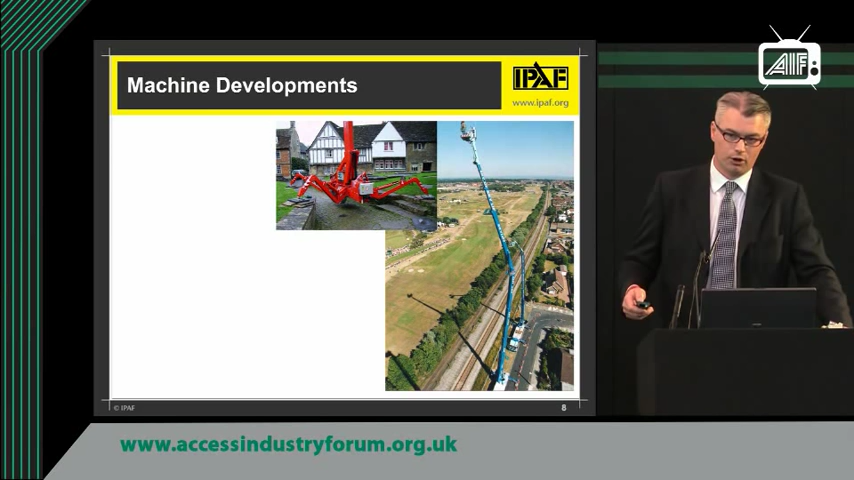 Machine Developments
IPAF
www.ipaf.org
AIF
© IPAF
8
www.accessindustryforum.org.uk